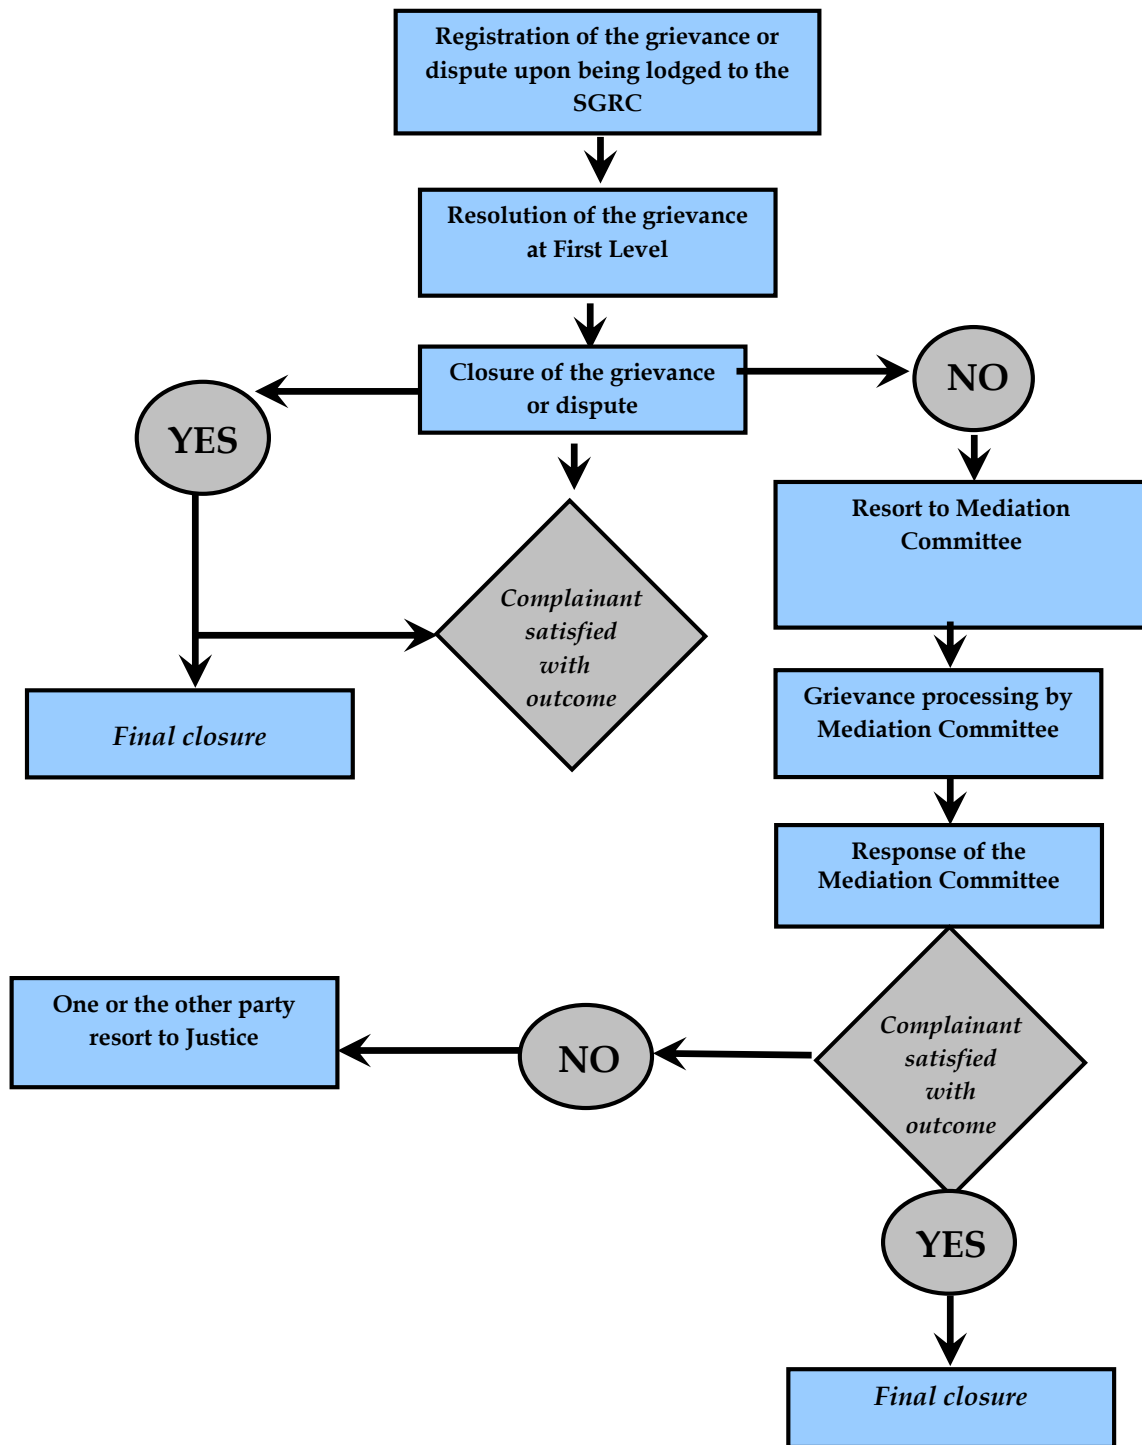 Registration of the grievance or
dispute upon being lodged to the
SGRC
Resolution of the grievance
at First Level
Closure of the grievance
or dispute
NO
YES
Resort to Mediation
Committee
Complainant
satisfied
with
outcome
Grievance processing by
Mediation Committee
Final closure
Response of the
Mediation Committee
One or the other party
resort to Justice
NO
Complainant
satisfied
with
outcome
YES
Final closure